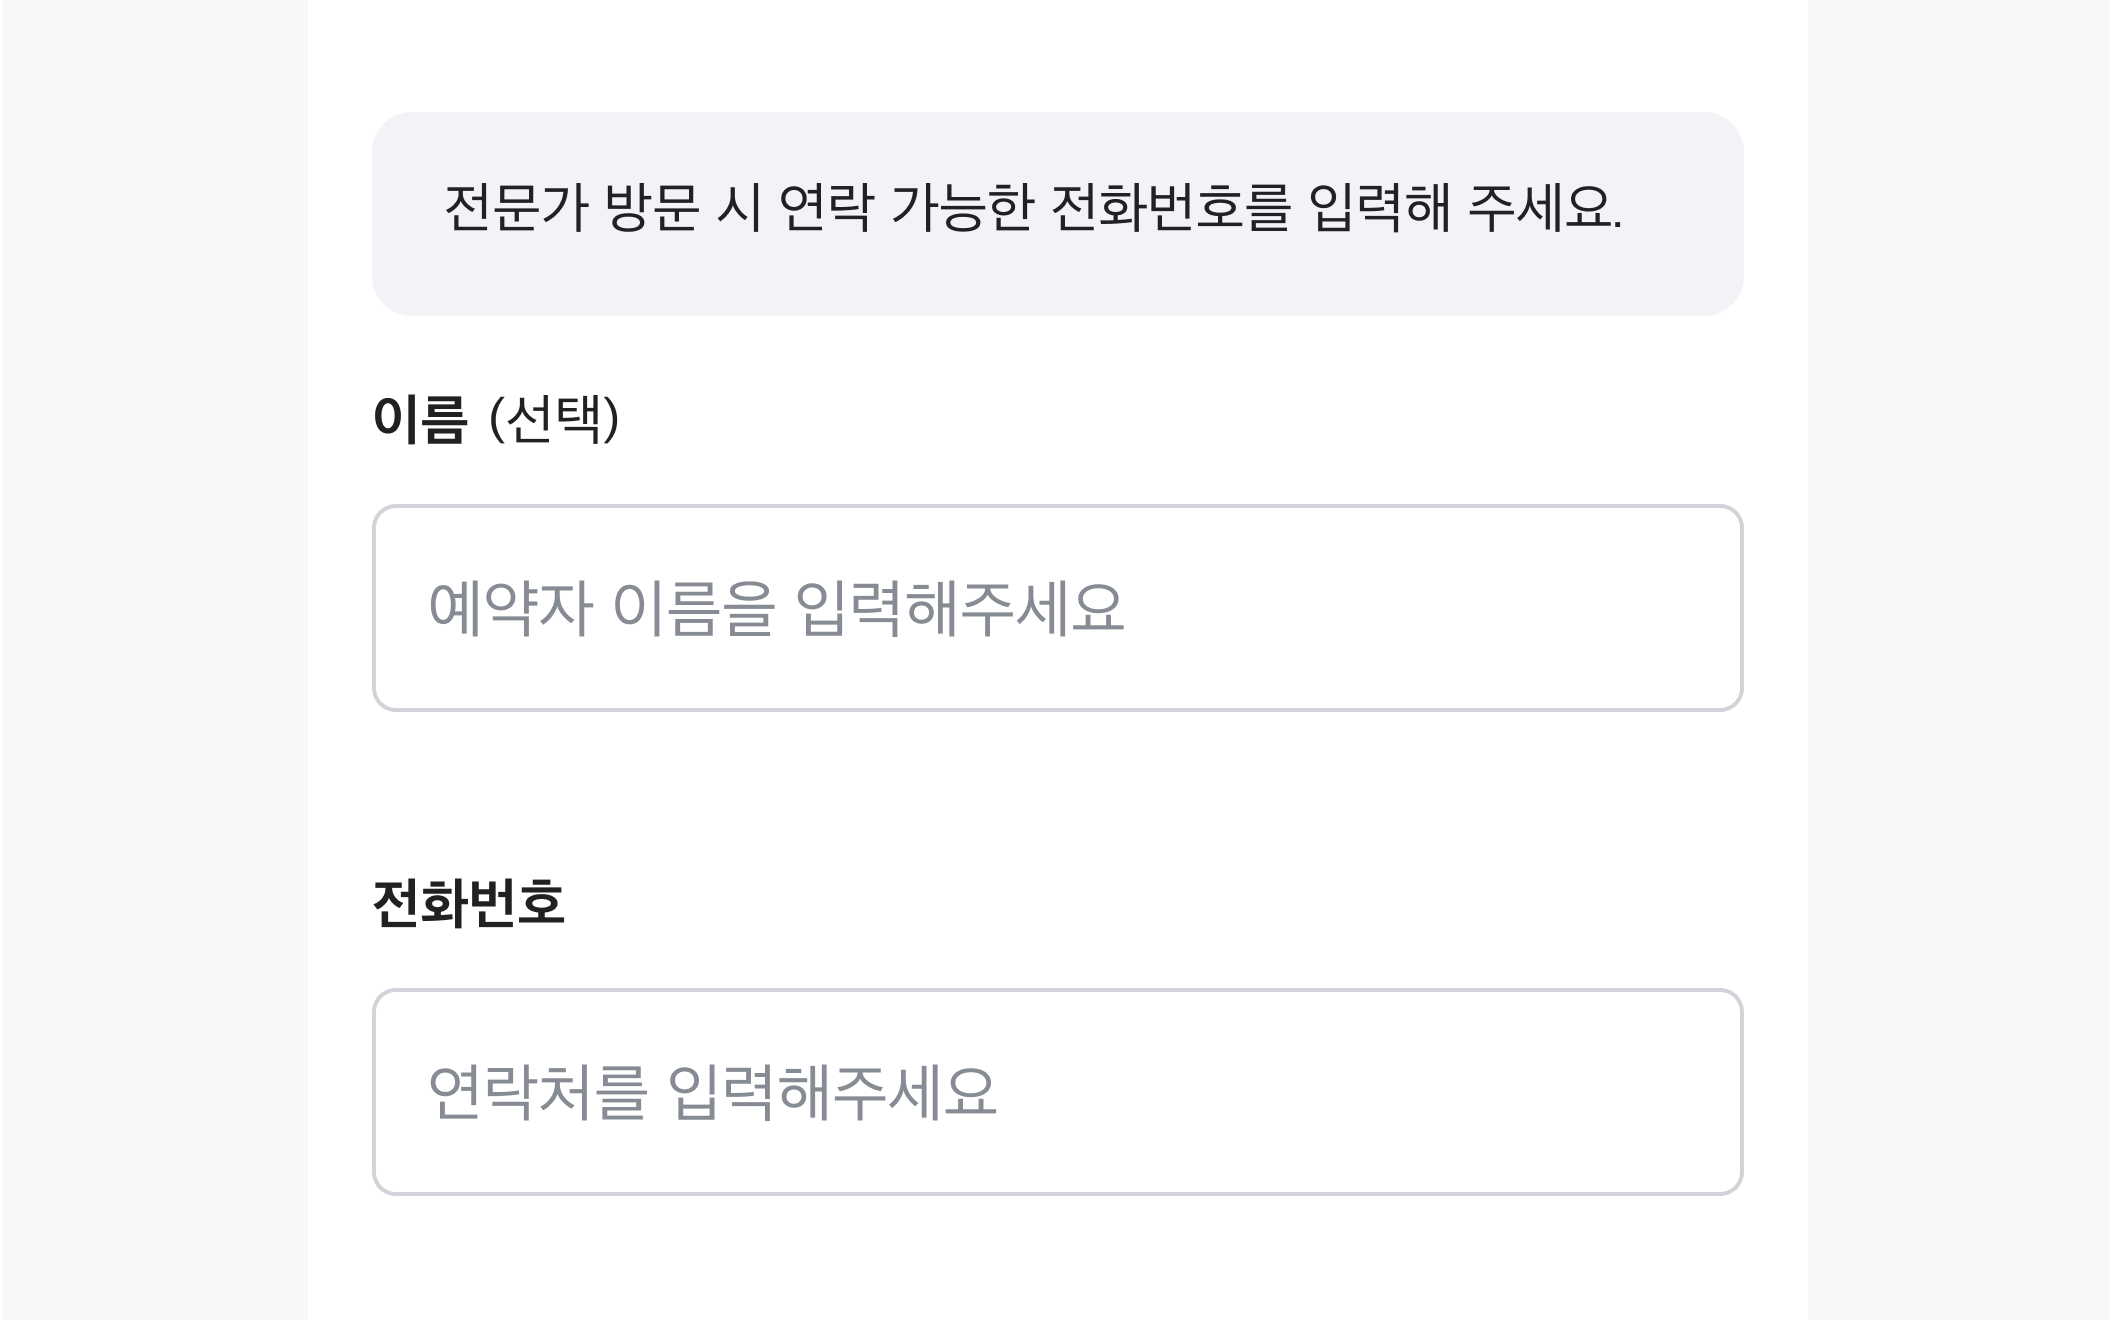 전문가 방문 시 연락 가능한 전화번호를 입력해 주세요.
이름 (선택)
예약자 이름을 입력해주세요
전화번호
연락처를 입력해주세요